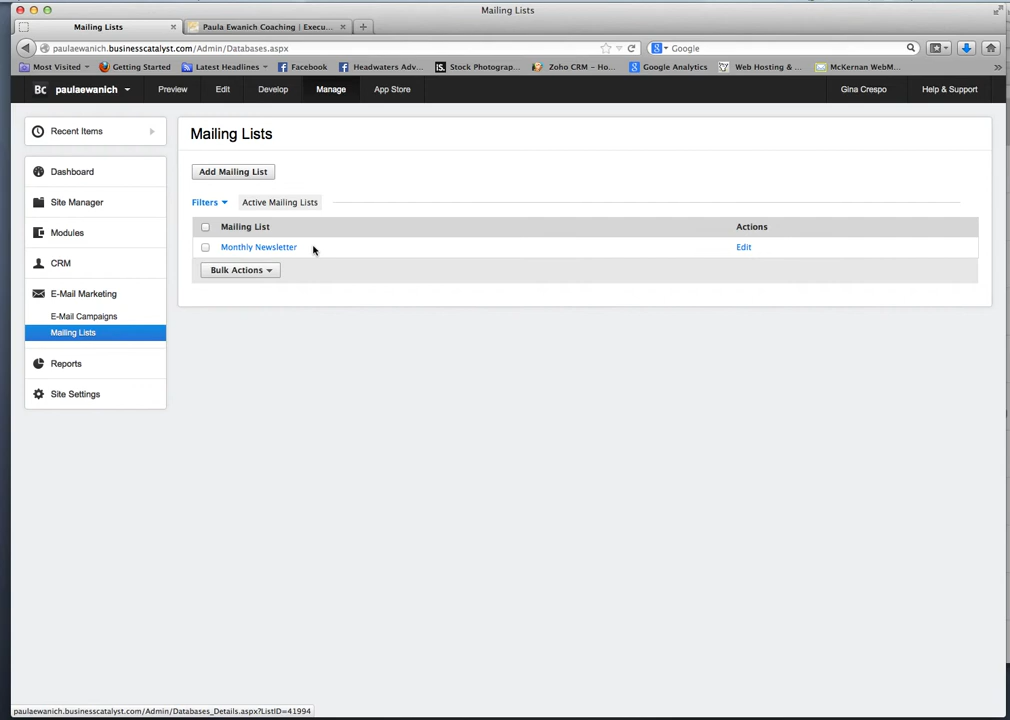 Mailing Lists
Mailing Lists
Paula Ewanich Coaching | Execu...
paulaewanich.businesscatalyst.com/Admin/Databases.aspx
Google
Most Visited
Getting Started
Latest Headlines
Facebook
Headwaters Adv...
Stock Photograp...
Zoho CRM - Ho...
Google Analytics
Web Hosting & ...
McKernan WebM...
Bc paulaewanich
Preview
Edit
Develop
Manage
App Store
Gina Crespo
Help & Support
Recent Items
Dashboard
Site Manager
Modules
CRM
E-Mail Marketing
E-Mail Campaigns
Mailing Lists
Reports
Site Settings
Mailing Lists
Add Mailing List
Filters
Active Mailing Lists
Mailing List
Actions
Monthly Newsletter
Edit
Bulk Actions
paulaewanich.businesscatalyst.com/Admin/Databases_Details.aspx?ListID=41994